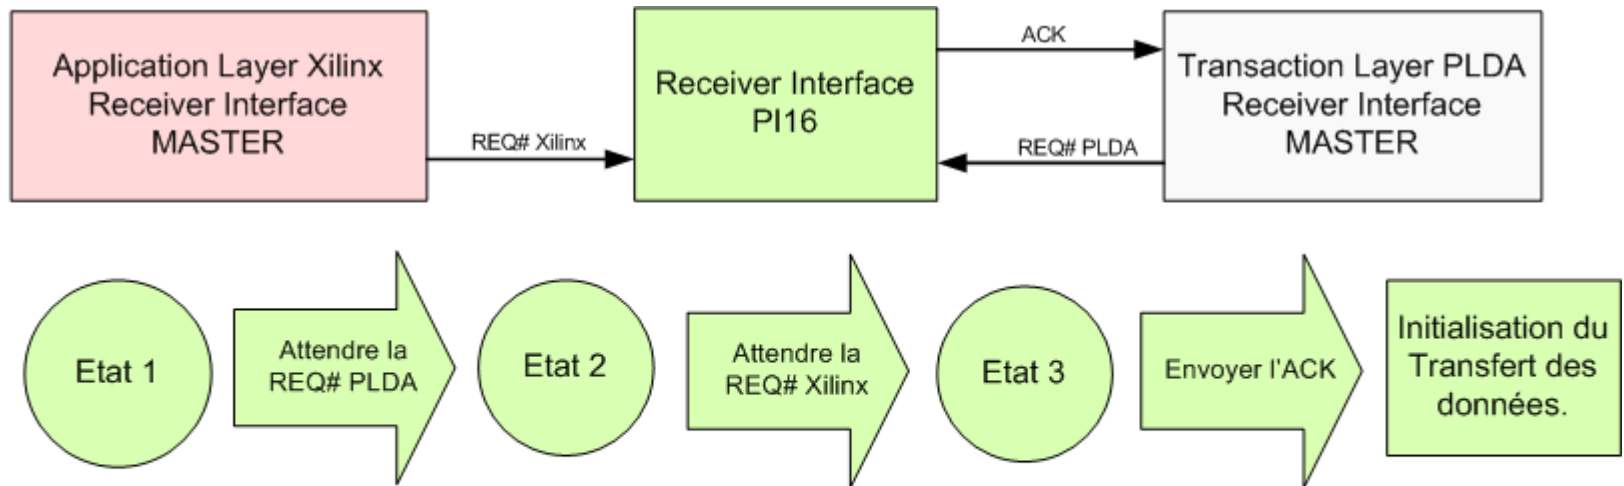 Application Layer Xilinx
Receiver Interface
MASTER
REQ# Xilinx
Receiver Interface
PI16
ACK
REQ# PLDA
Transaction Layer PLDA
Receiver Interface
MASTER
Etat 1
Attendre la
REQ# PLDA
Etat 2
Attendre la
REQ# Xilinx
Etat 3
Envoyer l'ACK
Initialisation du
Transfert des
données.